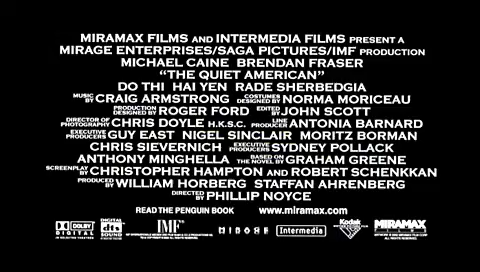 MIRAMAX FILMS AND INTERMEDIA FILMS PRESENT A
MIRAGE ENTERPRISES/SAGA PICTURES/IMF PRODUCTION
MICHAEL CAINE BRENDAN FRASER
"THE QUIET AMERICAN"
DO THI HAI YEN RADE SHERBEDGIA
MUSIC BY CRAIG ARMSTRONG COSTUMES DESIGNED BY NORMA MORICEAU
PRODUCTION DESIGNED BY ROGER FORD EDITED BY JOHN SCOTT
DIRECTOR OF PHOTOGRAPHY CHRIS DOYLE H.K.S.C. LINE PRODUCER ANTONIA BARNARD
EXECUTIVE PRODUCERS GUY EAST NIGEL SINCLAIR MORITZ BORMAN
CHRIS SIEVERNICH EXECUTIVE PRODUCERS SYDNEY POLLACK
ANTHONY MINGHELLA BASED ON THE NOVEL BY GRAHAM GREENE
SCREENPLAY BY CHRISTOPHER HAMPTON AND ROBERT SCHENKKAN
PRODUCED BY WILLIAM HORBERG STAFFAN AHRENBERG
DIRECTED BY PHILLIP NOYCE
READ THE PENGUIN BOOK www.miramax.com
DOLBY DIGITAL dts IMF Intermedia Kodak MIRAMAX
DIGITAL SOUND